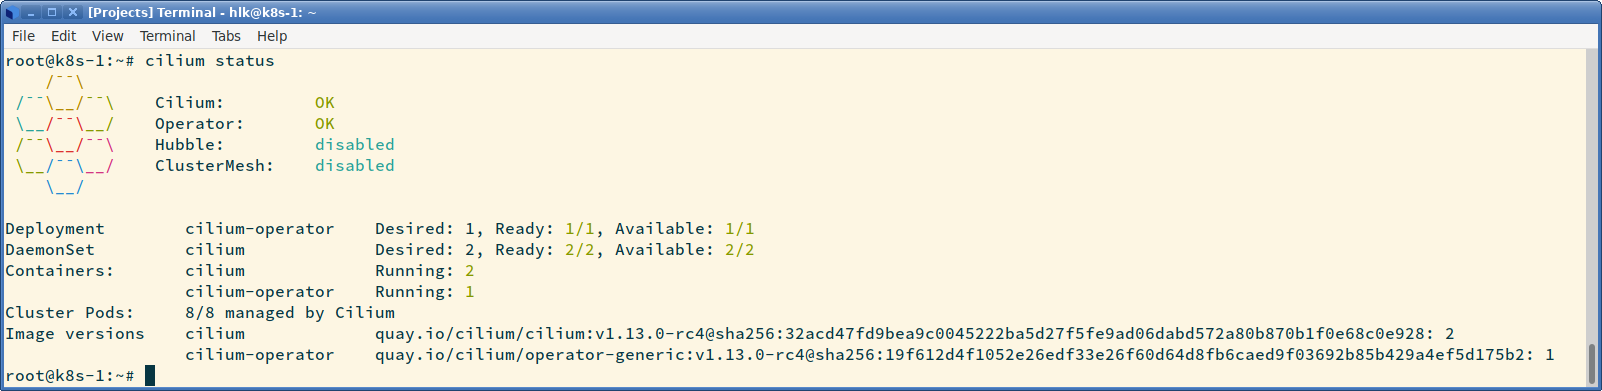 [Projects] Terminal - hlk@k8s-1: ~
File Edit View Terminal Tabs Help
root@k8s-1:~# cilium status
    /¯¯\
 /¯¯\__/¯¯\    Cilium:         OK
 \__/¯¯\__/    Operator:       OK
 /¯¯\__/¯¯\    Hubble:         disabled
 \__/¯¯\__/    ClusterMesh:    disabled
    \__/
Deployment        cilium-operator    Desired: 1, Ready: 1/1, Available: 1/1
DaemonSet         cilium             Desired: 2, Ready: 2/2, Available: 2/2
Containers:       cilium             Running: 2
                  cilium-operator    Running: 1
Cluster Pods:     8/8 managed by Cilium
Image versions    cilium             quay.io/cilium/cilium:v1.13.0-rc4@sha256:32acd47fd9bea9c0045222ba5d27f5fe9ad06dabd572a80b870b1f0e68c0e928: 2
                  cilium-operator    quay.io/cilium/operator-generic:v1.13.0-rc4@sha256:19f612d4f1052e26edf33e26f60d64d8fb6caed9f03692b85b429a4ef5d175b2: 1
root@k8s-1:~#